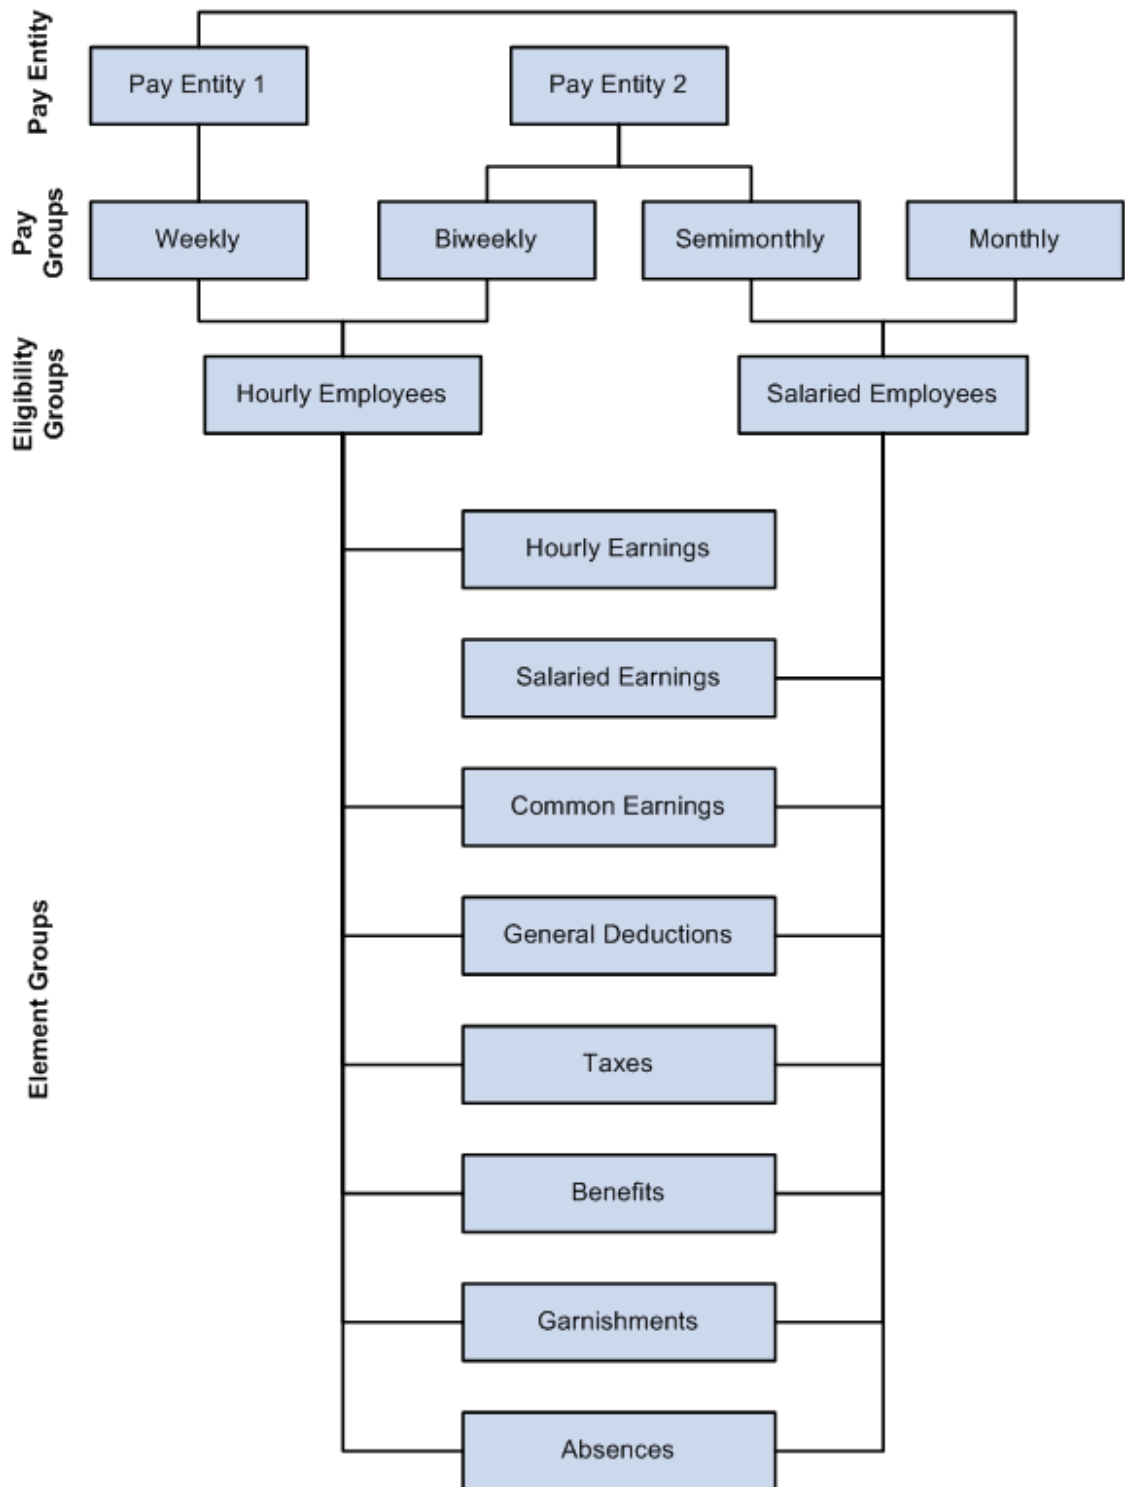 Pay Entity
Pay Entity 1
Pay Entity 2
Pay
Groups
Weekly
Biweekly
Semimonthly
Monthly
Eligibility
Groups
Hourly Employees
Salaried Employees
Element Groups
Hourly Earnings
Salaried Earnings
Common Earnings
General Deductions
Taxes
Benefits
Garnishments
Absences